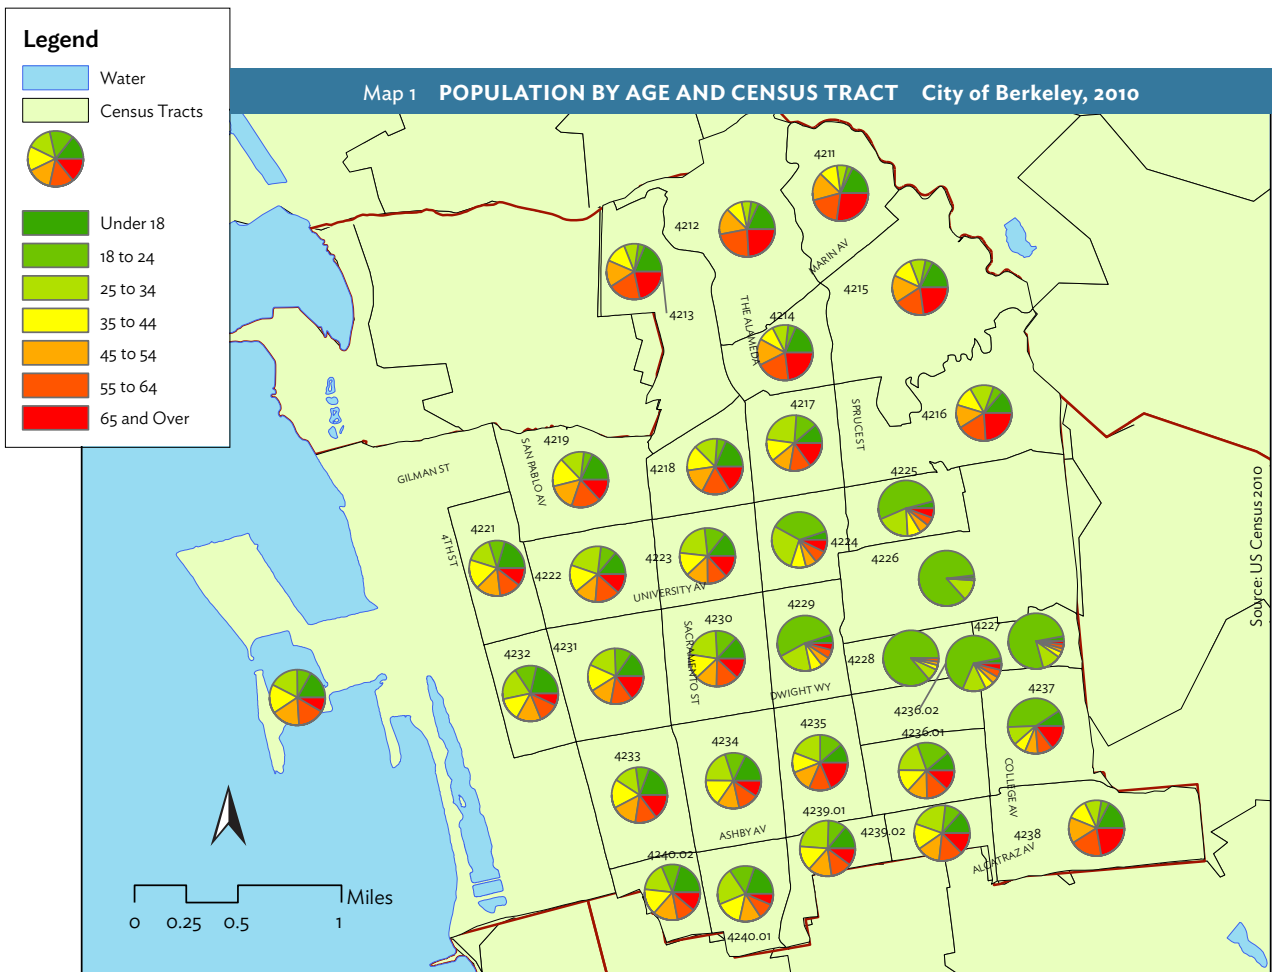 Legend
Water
Census Tracts
Under 18
18 to 24
25 to 34
35 to 44
45 to 54
55 to 64
65 and Over
Map 1 POPULATION BY AGE AND CENSUS TRACT City of Berkeley, 2010
4211
4212
MARIN AV
4213
4215
THE ALAMEDA
4214
4217
SPRUCE ST
4216
4219
GILMAN ST
SAN PABLO AV
4218
4225
4221
4TH ST
4222
4223
4224
4226
UNIVERSITY AV
4229
4230
SACRAMENTO ST
4227
4231
4232
4228
DWIGHT WY
4237
4236.02
4235
4236.01
4233
4234
COLLEGE AV
4239.01
ASHBY AV
4239.02
4238
ALCATRAZ AV
4240.02
4240.01
Miles
0 0.25 0.5 1
Source: US Census 2010